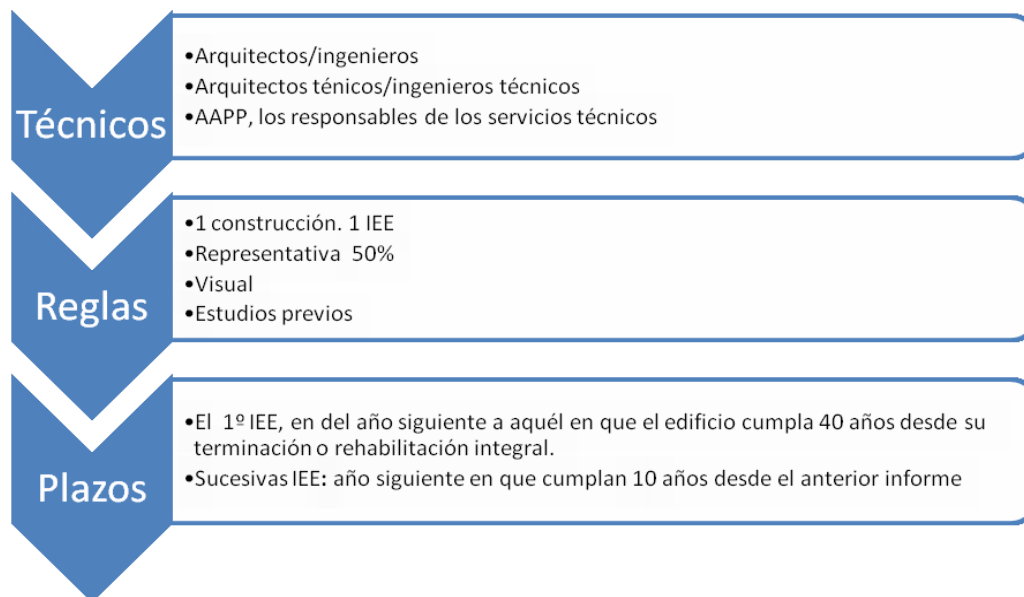 Técnicos
•Arquitectos/ingenieros
•Arquitectos ténicos/ingenieros técnicos
•AAPP, los responsables de los servicios técnicos
Reglas
•1 construcción. 1 IEE
•Representativa 50%
•Visual
•Estudios previos
Plazos
•El 1º IEE, en del año siguiente a aquél en que el edificio cumpla 40 años desde su
terminación o rehabilitación integral.
•Sucesivas IEE: año siguiente en que cumplan 10 años desde el anterior informe